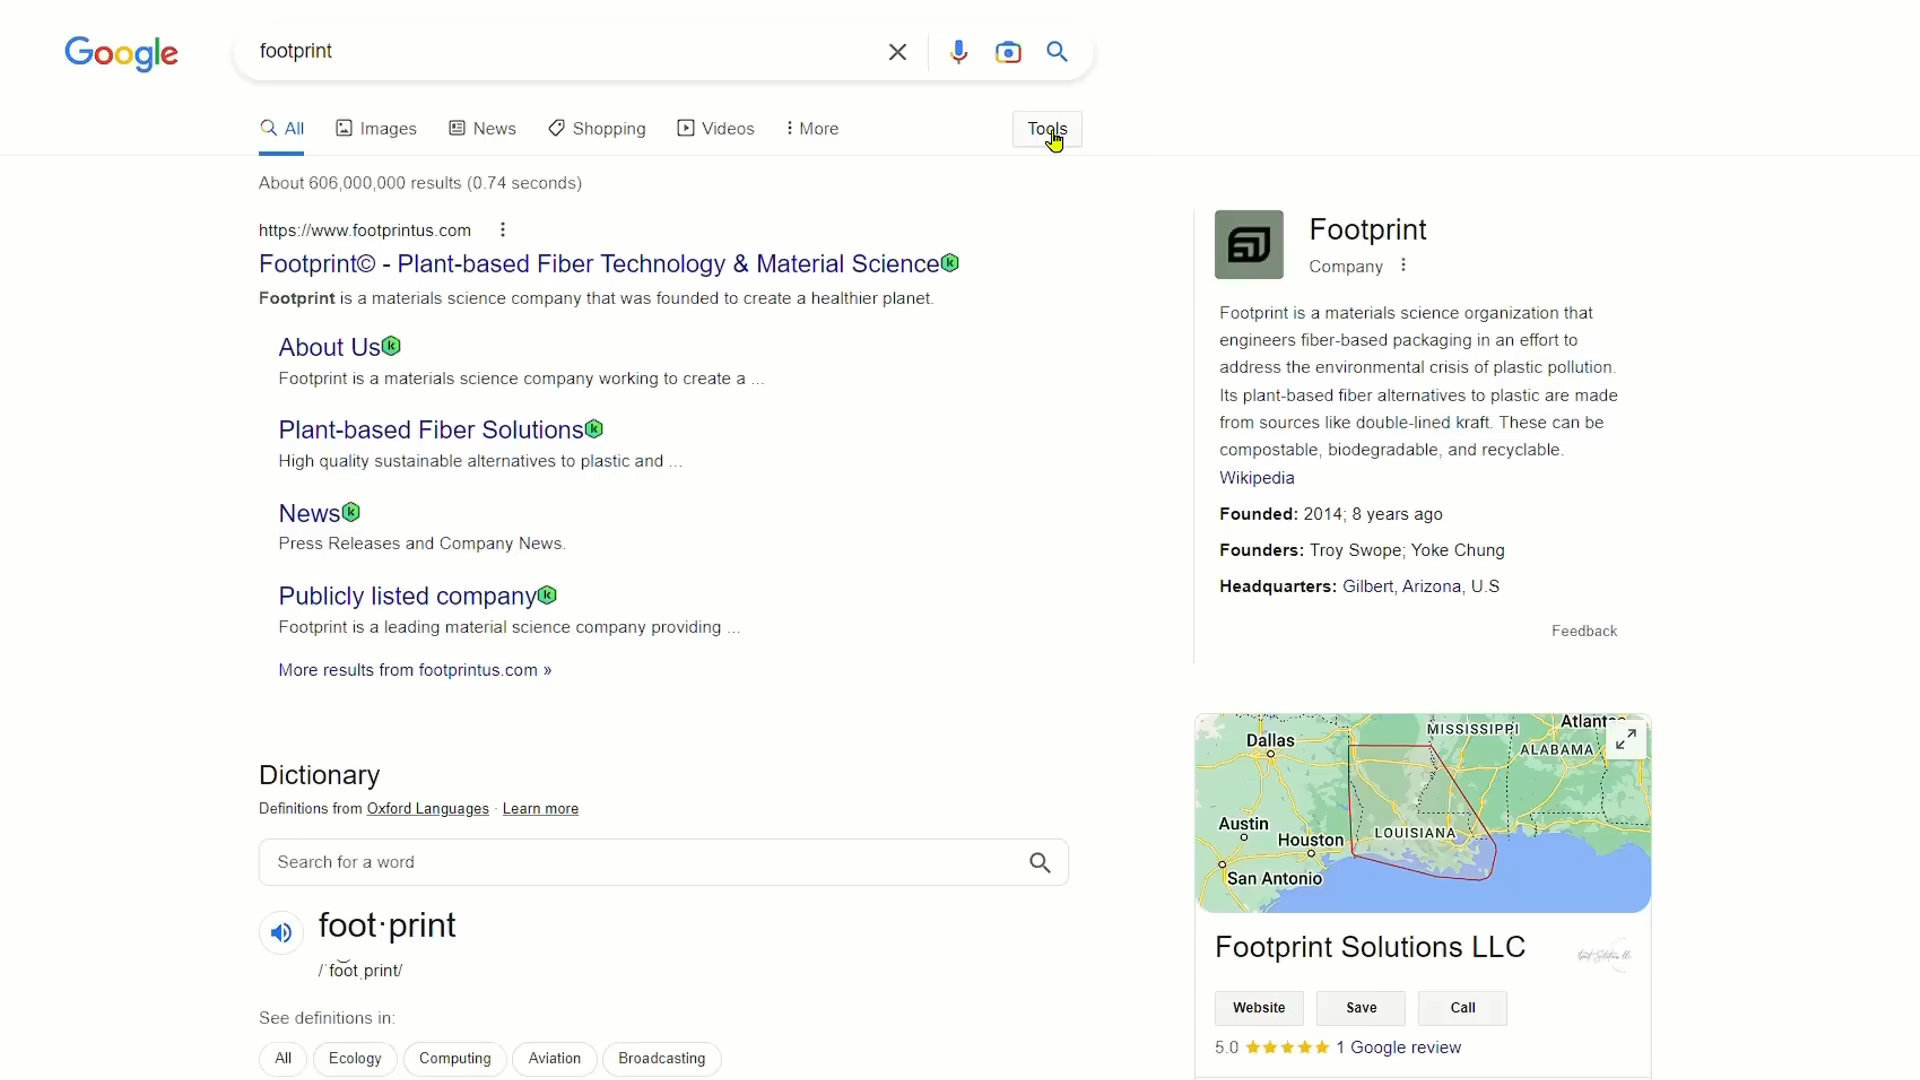 Google
footprint
All
Images
News
Shopping
Videos
More
Tools
About 606,000,000 results (0.74 seconds)
https://www.footprintus.com
Footprint© - Plant-based Fiber Technology & Material Science
Footprint is a materials science company that was founded to create a healthier planet.
About Us
Footprint is a materials science company working to create a ...
Plant-based Fiber Solutions
High quality sustainable alternatives to plastic and ...
News
Press Releases and Company News.
Publicly listed company
Footprint is a leading material science company providing ...
More results from footprintus.com »
Dictionary
Definitions from Oxford Languages · Learn more
Search for a word
foot·print
/ˈfo͝otˌprint/
See definitions in:
All
Ecology
Computing
Aviation
Broadcasting
Footprint
Company
Footprint is a materials science organization that
engineers fiber-based packaging in an effort to
address the environmental crisis of plastic pollution.
Its plant-based fiber alternatives to plastic are made
from sources like double-lined kraft. These can be
compostable, biodegradable, and recyclable.
Wikipedia
Founded: 2014; 8 years ago
Founders: Troy Swope; Yoke Chung
Headquarters: Gilbert, Arizona, U.S
Feedback
MISSISSIPPI
Dallas
ALABAMA
Austin
LOUISIANA
Houston
San Antonio
Footprint Solutions LLC
Website
Save
Call
5.0
1 Google review